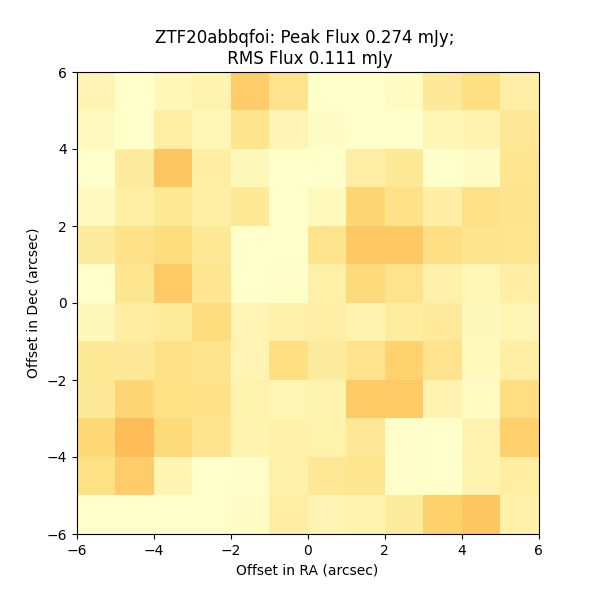 ZTF20abbqfoi: Peak Flux 0.274 mJy;
RMS Flux 0.111 mJy
6
4
2
0
−2
−4
−6
Offset in Dec (arcsec)
−6 −4 −2 0 2 4 6
Offset in RA (arcsec)